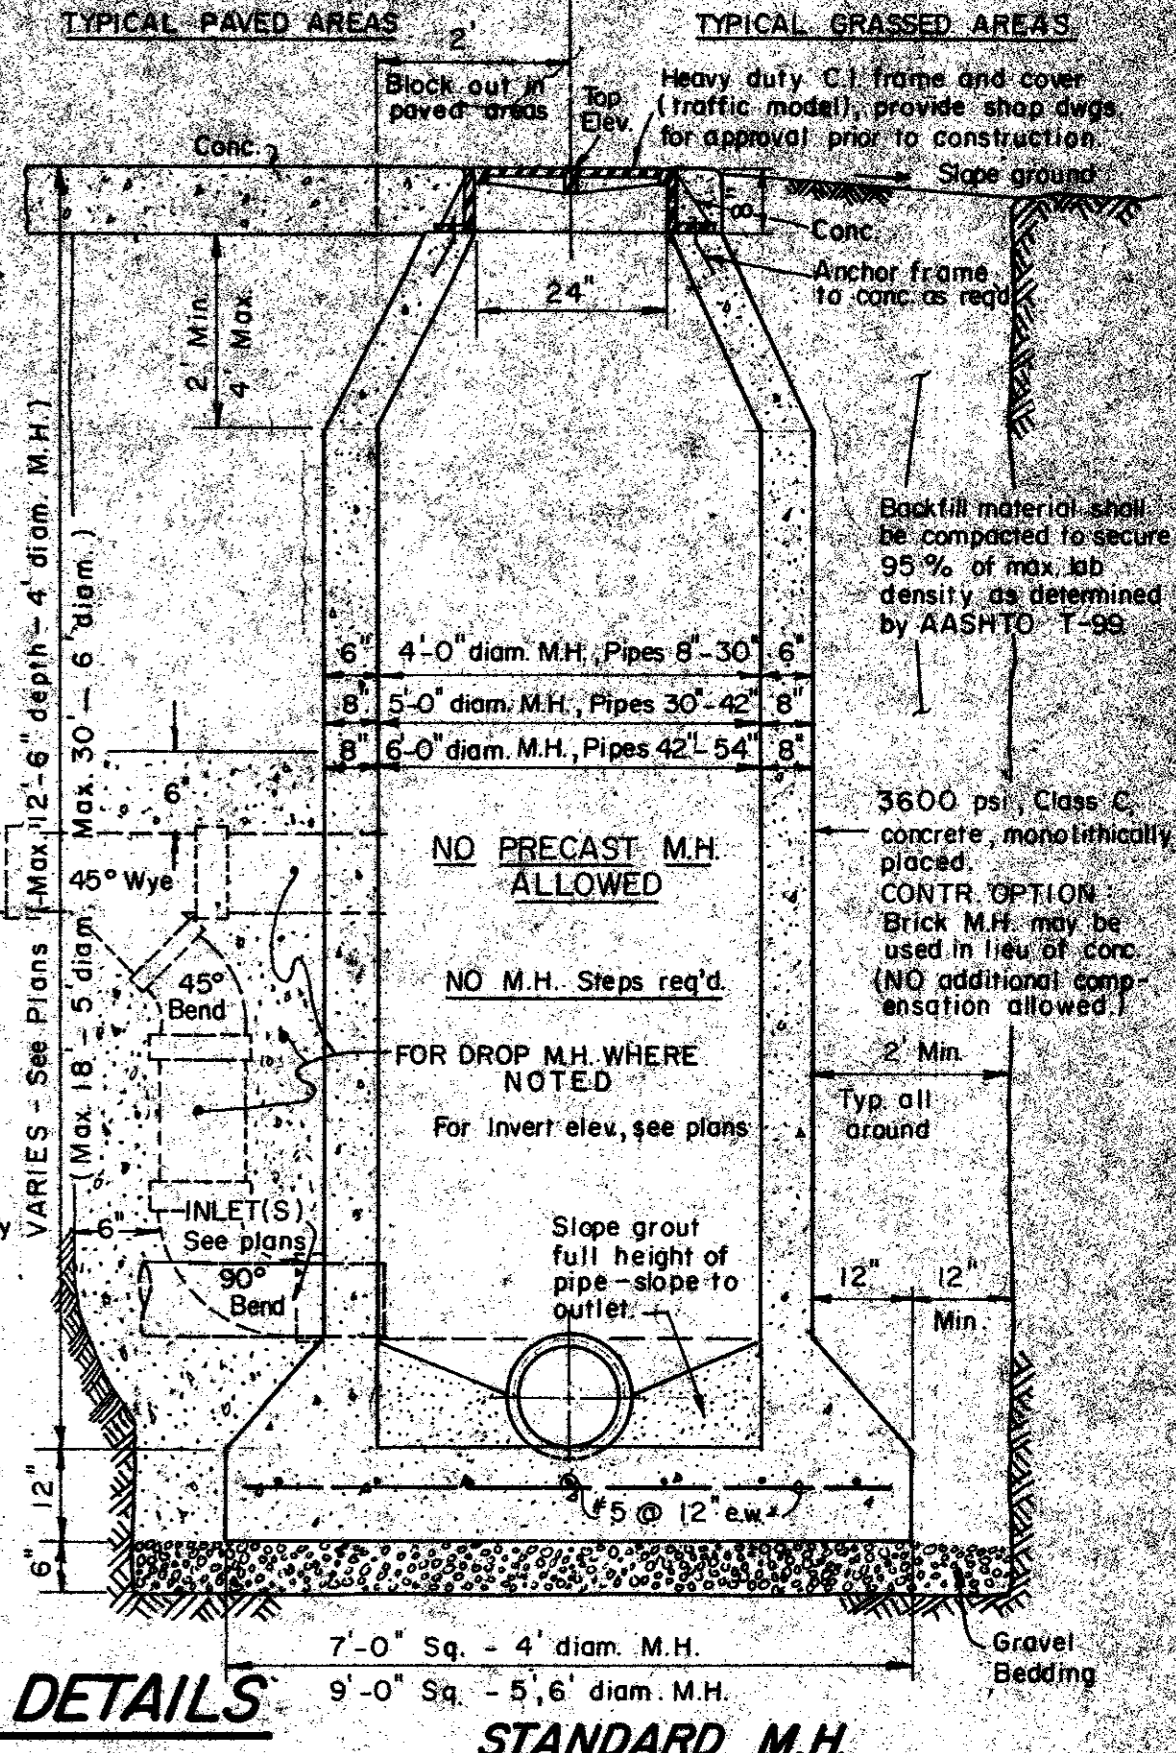 TYPICAL PAVED AREAS
TYPICAL GRASSED AREAS
2'
Block out in
paved areas
Top
Elev.
Heavy duty C.I. frame and cover
(traffic model), provide shop dwgs.
for approval prior to construction.
Conc.
Slope ground
8"
Conc.
Anchor frame
to conc. as req'd
24"
2' Min.
4' Max.
VARIES - See Plans (Max. 12'-6" depth - 4' diam. M.H.)
(Max. 18' - 5' diam. Max. 30' - 6' diam.)
Backfill material shall
be compacted to secure
95% of max. lab
density as determined
by AASHTO T-99
6" 4'-0" diam. M.H., Pipes 8"-30" 6"
8" 5'-0" diam. M.H., Pipes 30"-42" 8"
8" 6'-0" diam. M.H., Pipes 42"-54" 8"
6"
3600 psi, Class C,
concrete, monolithically
placed.
CONTR. OPTION:
Brick M.H. may be
used in lieu of conc.
(NO additional comp-
ensation allowed.)
NO PRECAST M.H.
ALLOWED
45° Wye
NO M.H. Steps req'd.
45°
Bend
FOR DROP M.H. WHERE
NOTED
2' Min.
Typ. all
around
For Invert elev., see plans
INLET(S)
See plans
6"
90°
Bend
Slope grout
full height of
pipe - slope to
outlet.
12" 12"
Min.
12"
#5 @ 12" e.w.
6"
7'-0" Sq. - 4' diam. M.H.
9'-0" Sq. - 5',6' diam. M.H.
Gravel
Bedding
DETAILS
STANDARD M.H.